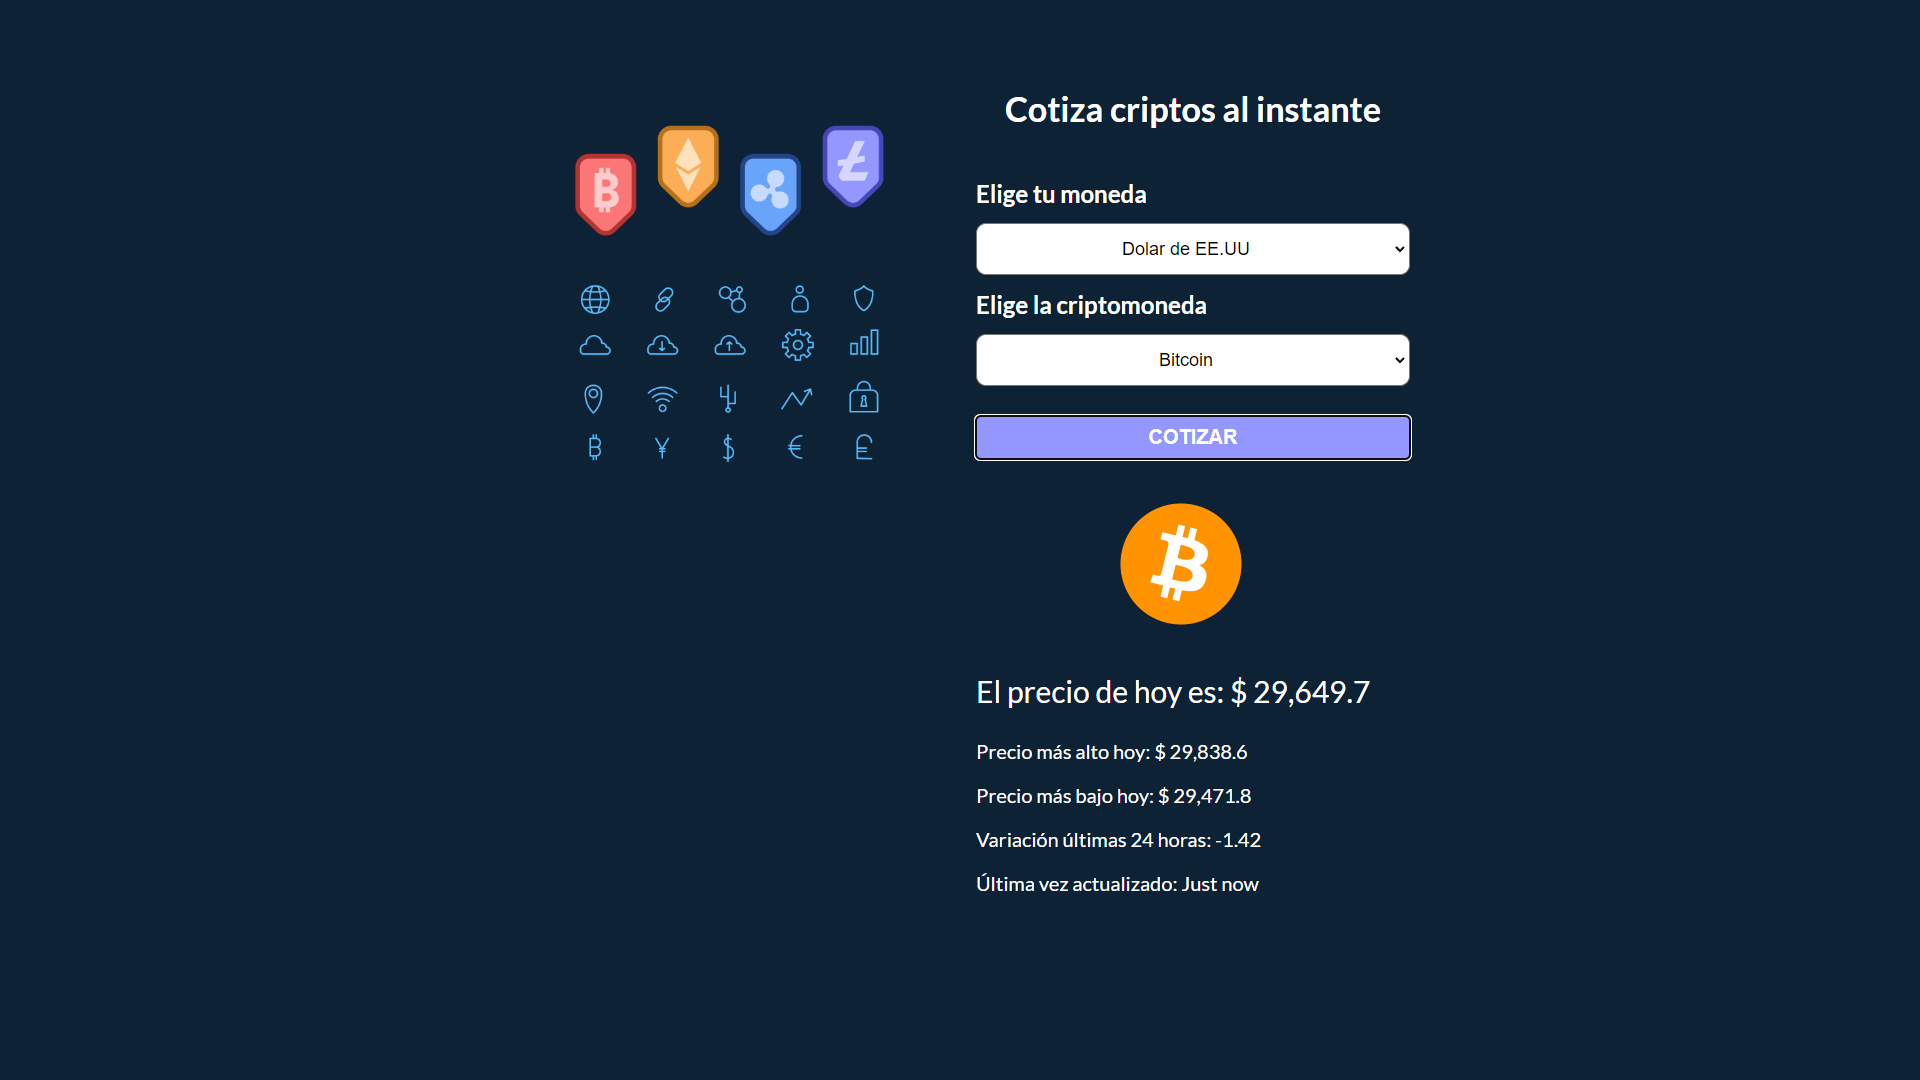 Cotiza criptos al instante
Elige tu moneda
Dolar de EE.UU
Elige la criptomoneda
Bitcoin
COTIZAR
El precio de hoy es: $ 29,649.7
Precio más alto hoy: $ 29,838.6
Precio más bajo hoy: $ 29,471.8
Variación últimas 24 horas: -1.42
Última vez actualizado: Just now